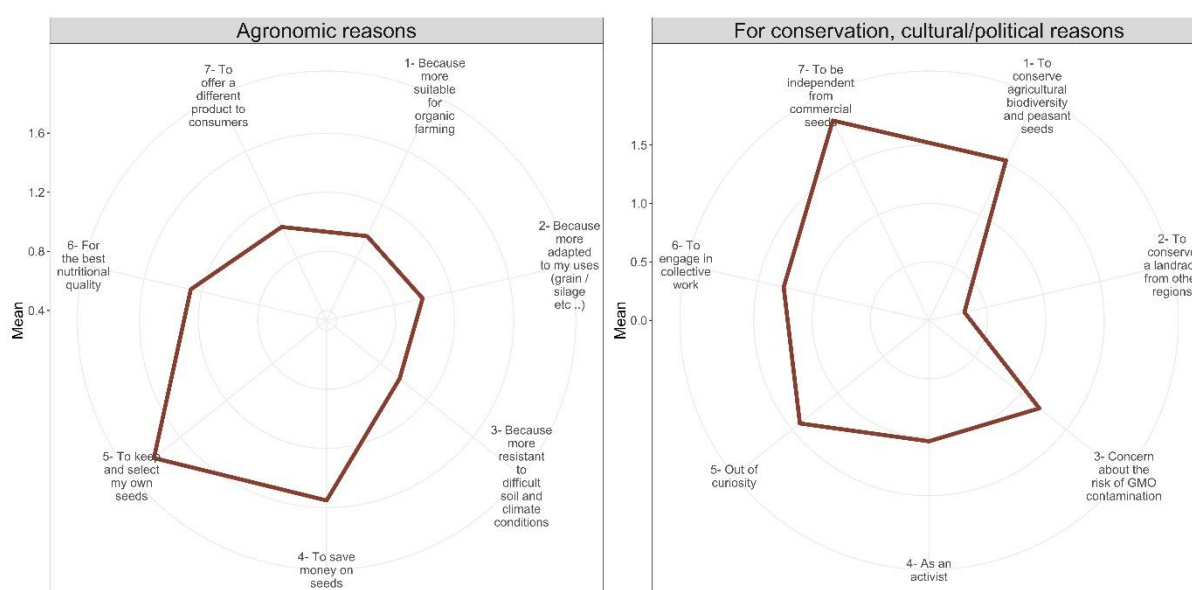 Agronomic reasons
7- To
offer a
different
product to
consumers
1- Because
more
suitable
for
organic
farming
1.6
1.2
0.8
0.4
Mean
6- For
the best
nutritional
quality
2- Because
more
adapted
to my uses
(grain /
silage
etc ..)
5- To keep
and select
my own
seeds
3- Because
more
resistant
to
difficult
soil and
climate
conditions
4- To save
money on
seeds
For conservation, cultural/political reasons
7- To be
independent
from
commercial
seeds
1- To
conserve
agricultural
biodiversity
and peasant
seeds
1.5
1.0
0.5
0.0
Mean
6- To
engage in
collective
work
2- To
conserve
a landrac
from othe
regions
5- Out of
curiosity
3- Concern
about the
risk of GMO
contamination
4- As an
activist